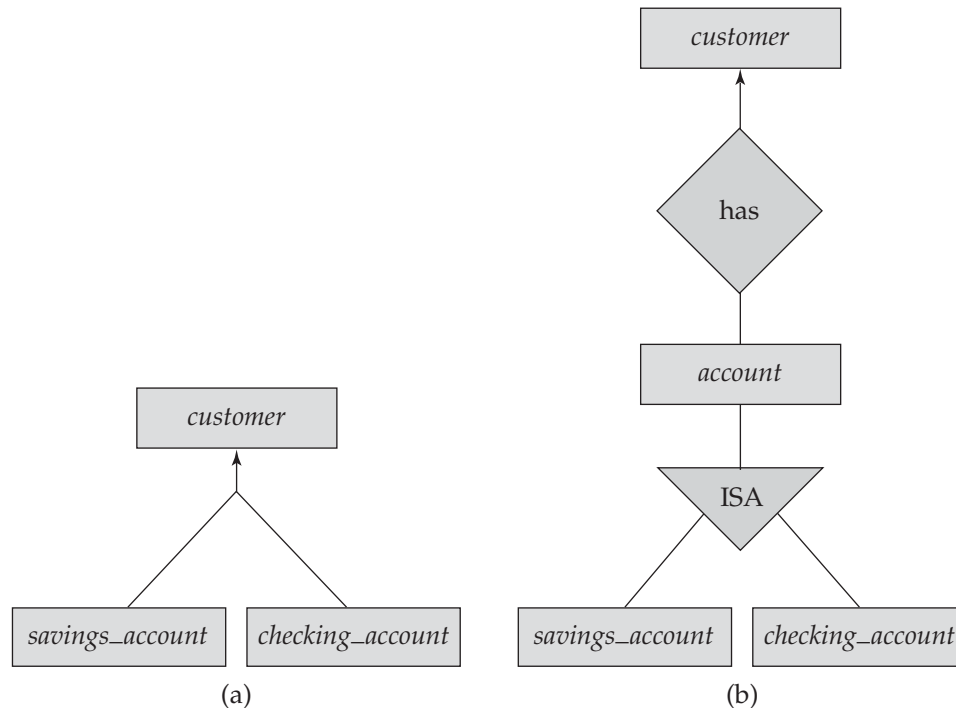 customer
savings_account
checking_account
(a)
customer
has
account
ISA
savings_account
checking_account
(b)